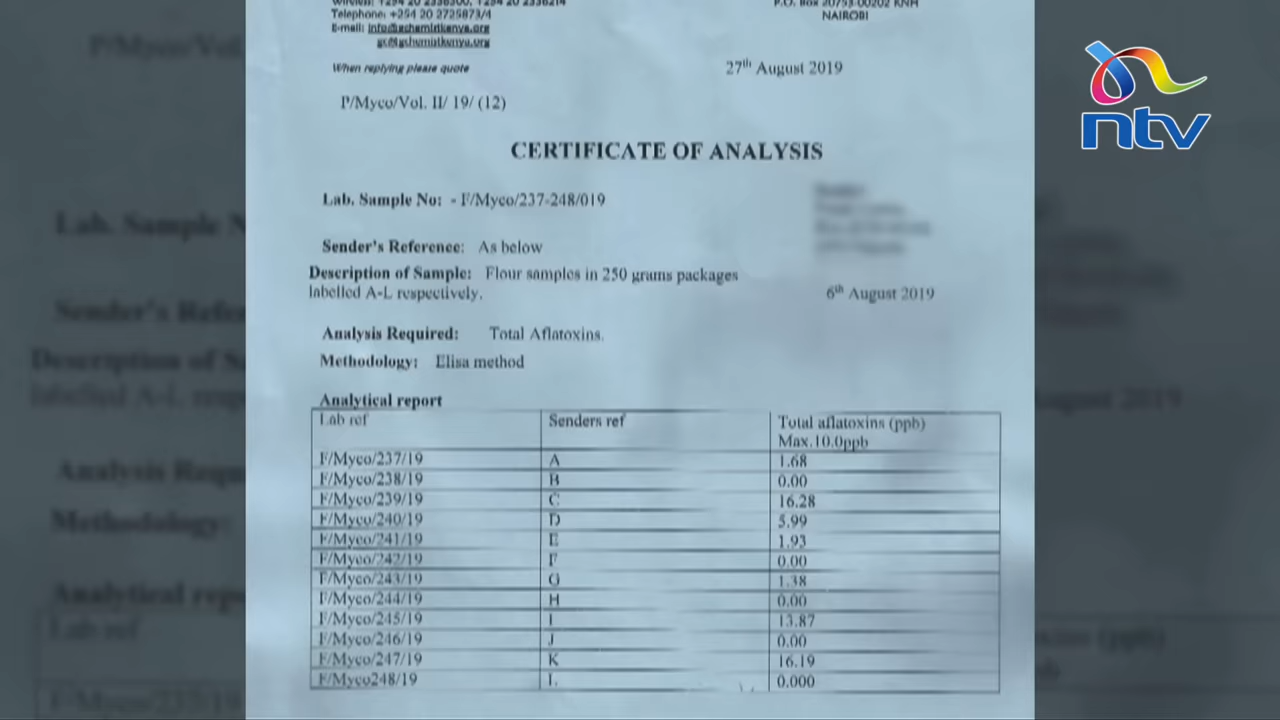 Telephone: +254 20 2725873/4
NAIROBI
E-mail: info@gchemistkenya.org
gc@gchemistkenya.org
When replying please quote
27th August 2019
P/Myco/Vol. II/ 19/ (12)
ntv
CERTIFICATE OF ANALYSIS
Lab. Sample No: - F/Myco/237-248/019
Sender's Reference: As below
Description of Sample: Flour samples in 250 grams packages
labelled A-L respectively.
6th August 2019
Analysis Required: Total Aflatoxins.
Methodology: Elisa method
Analytical report
Lab ref Senders ref Total aflatoxins (ppb)
Max.10.0ppb
F/Myco/237/19 A 1.68
F/Myco/238/19 B 0.00
F/Myco/239/19 C 16.28
F/Myco/240/19 D 5.99
F/Myco/241/19 E 1.93
F/Myco/242/19 F 0.00
F/Myco/243/19 G 1.38
F/Myco/244/19 H 0.00
F/Myco/245/19 I 13.87
F/Myco/246/19 J 0.00
F/Myco/247/19 K 16.19
F/Myco248/19 L 0.000